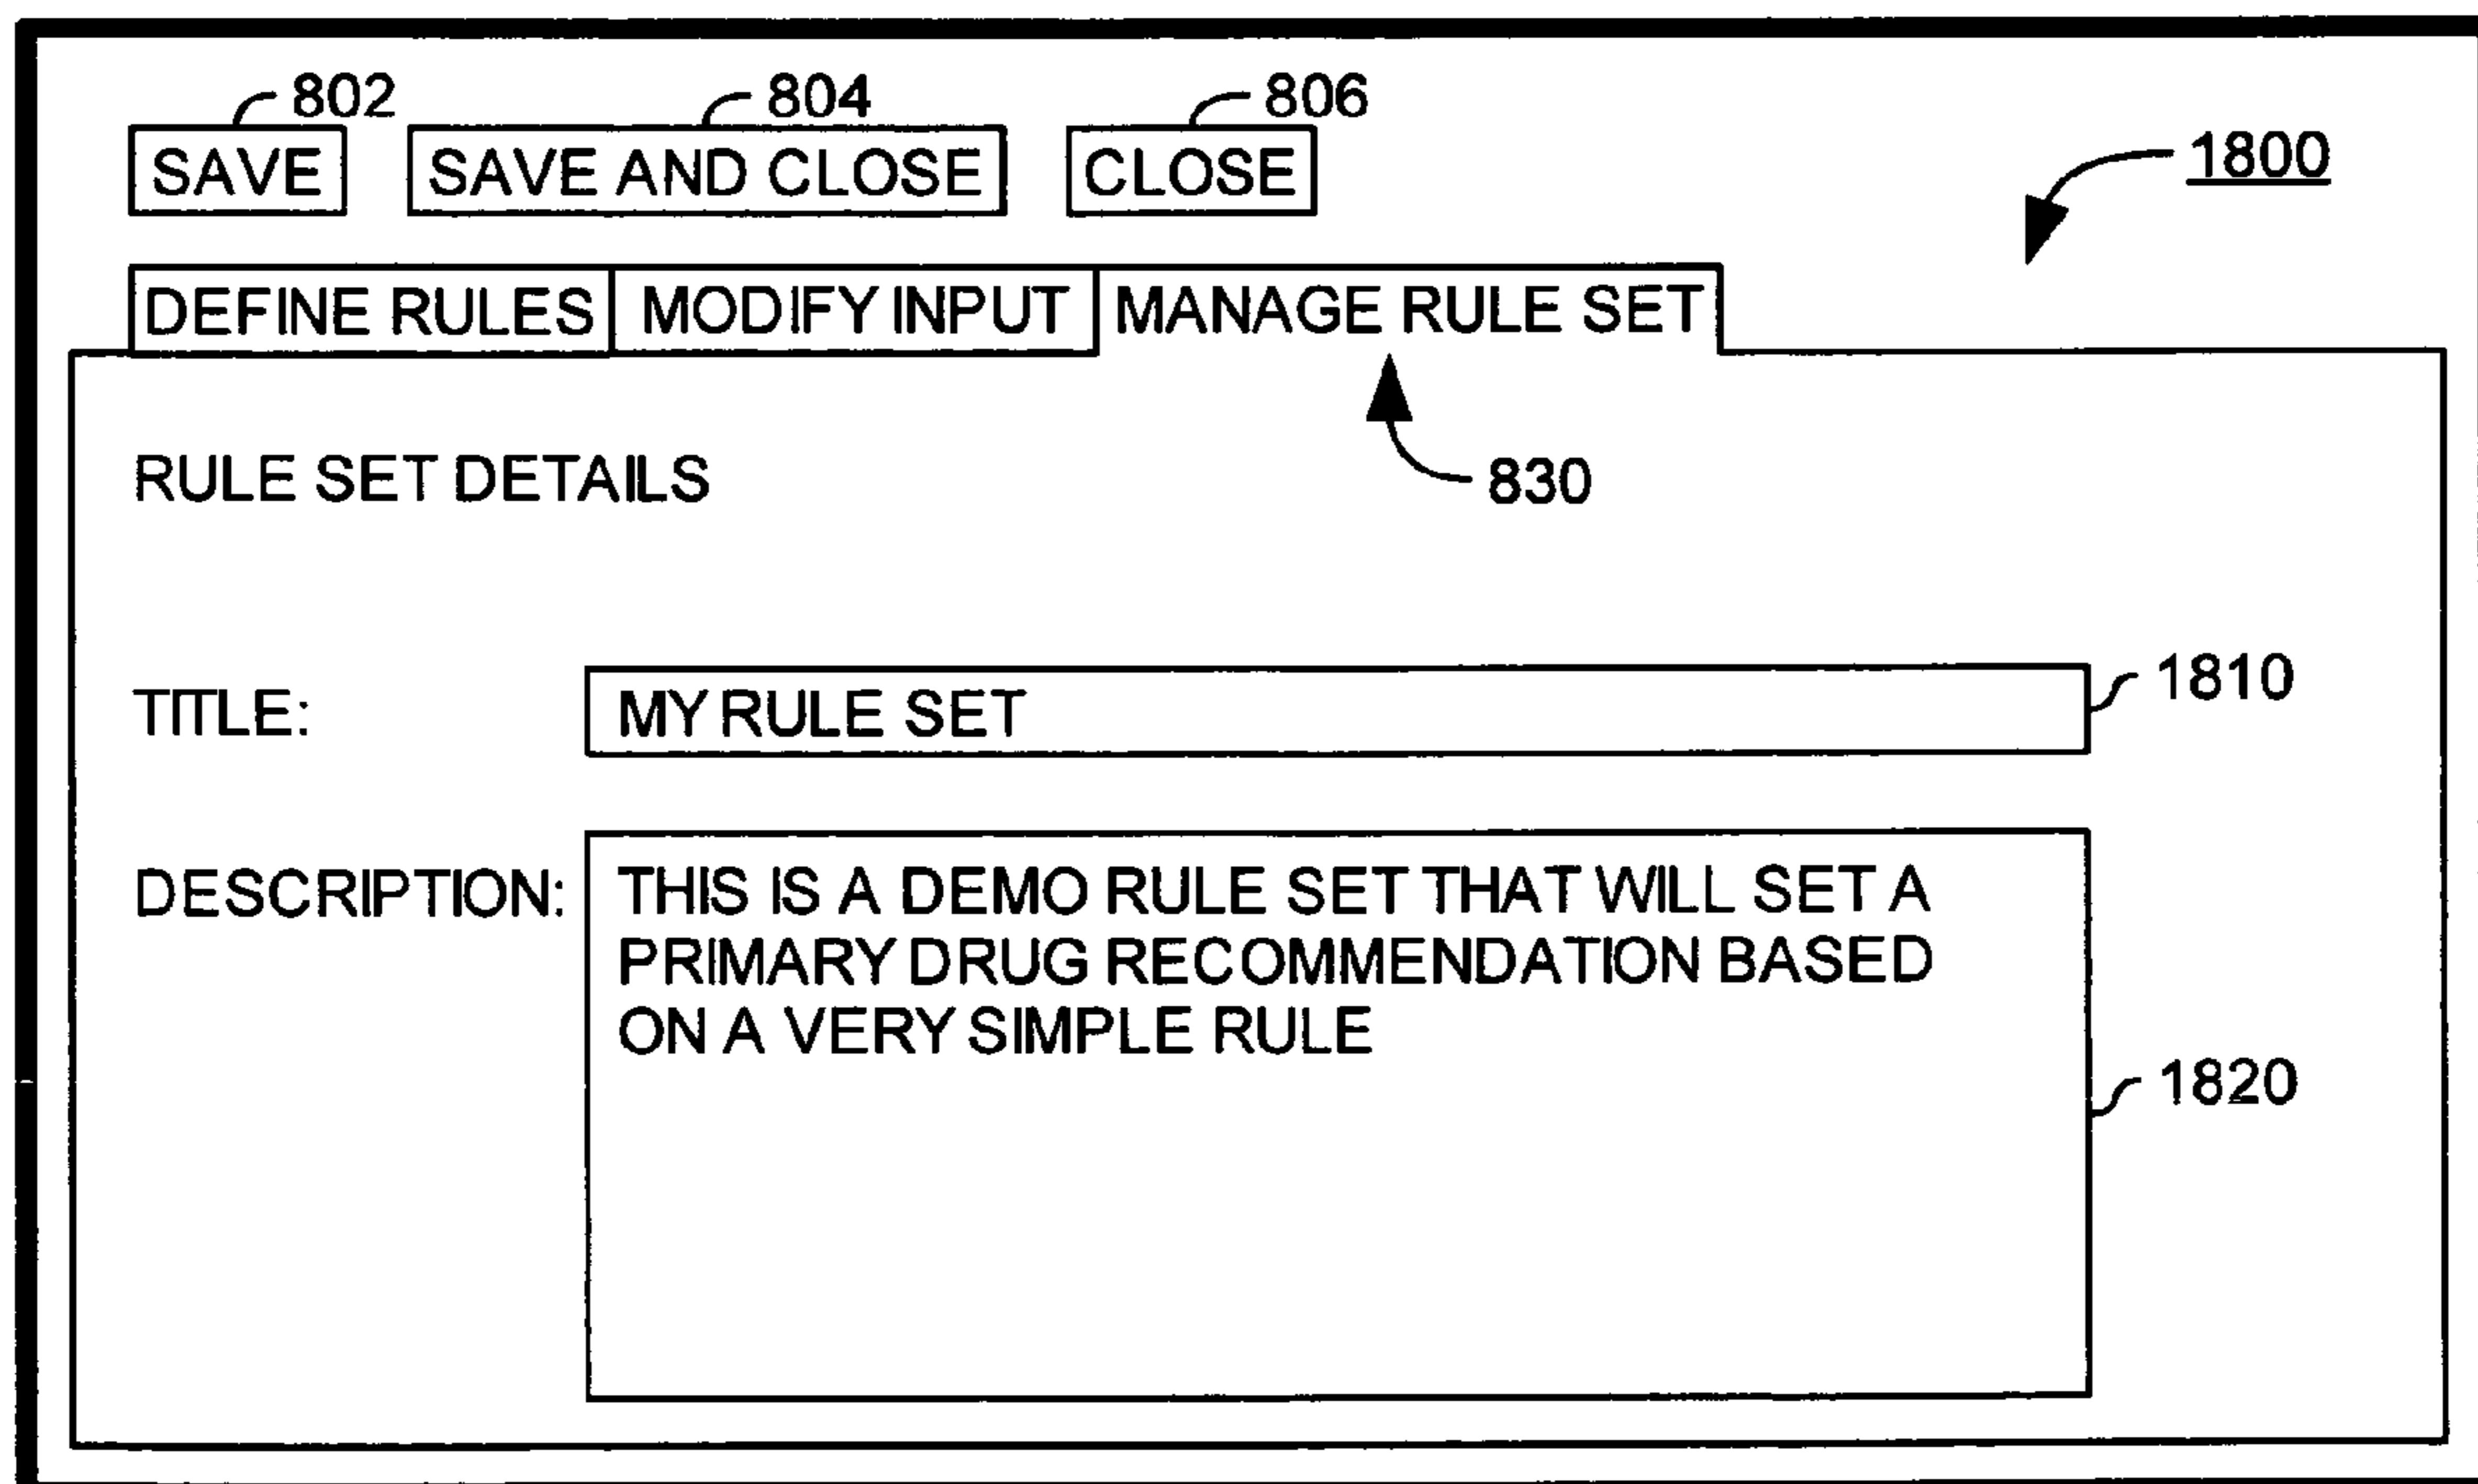 802 804 806
SAVE SAVE AND CLOSE CLOSE 1800
DEFINE RULES MODIFY INPUT MANAGE RULE SET
RULE SET DETAILS 830
TITLE: MY RULE SET 1810
DESCRIPTION: THIS IS A DEMO RULE SET THAT WILL SET A
PRIMARY DRUG RECOMMENDATION BASED
ON A VERY SIMPLE RULE
1820